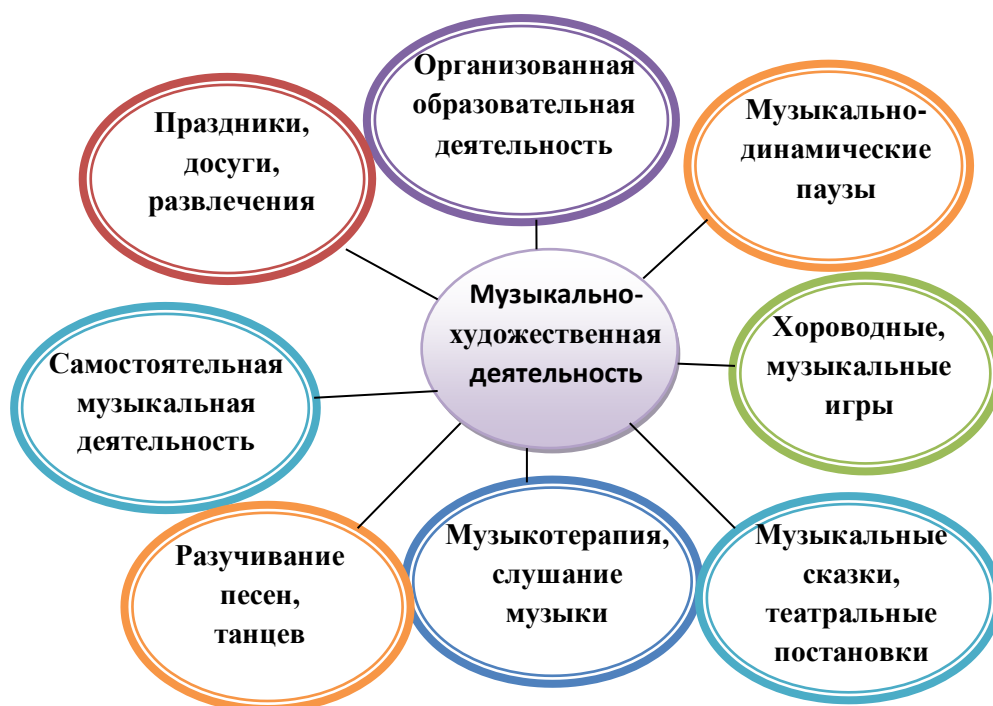 Организованная
образовательная
деятельность
Праздники,
досуги,
развлечения
Музыкально-
динамические
паузы
Музыкально-
художественная
деятельность
Хороводные,
музыкальные
игры
Самостоятельная
музыкальная
деятельность
Разучивание
песен,
танцев
Музыкотерапия,
слушание
музыки
Музыкальные
сказки,
театральные
постановки